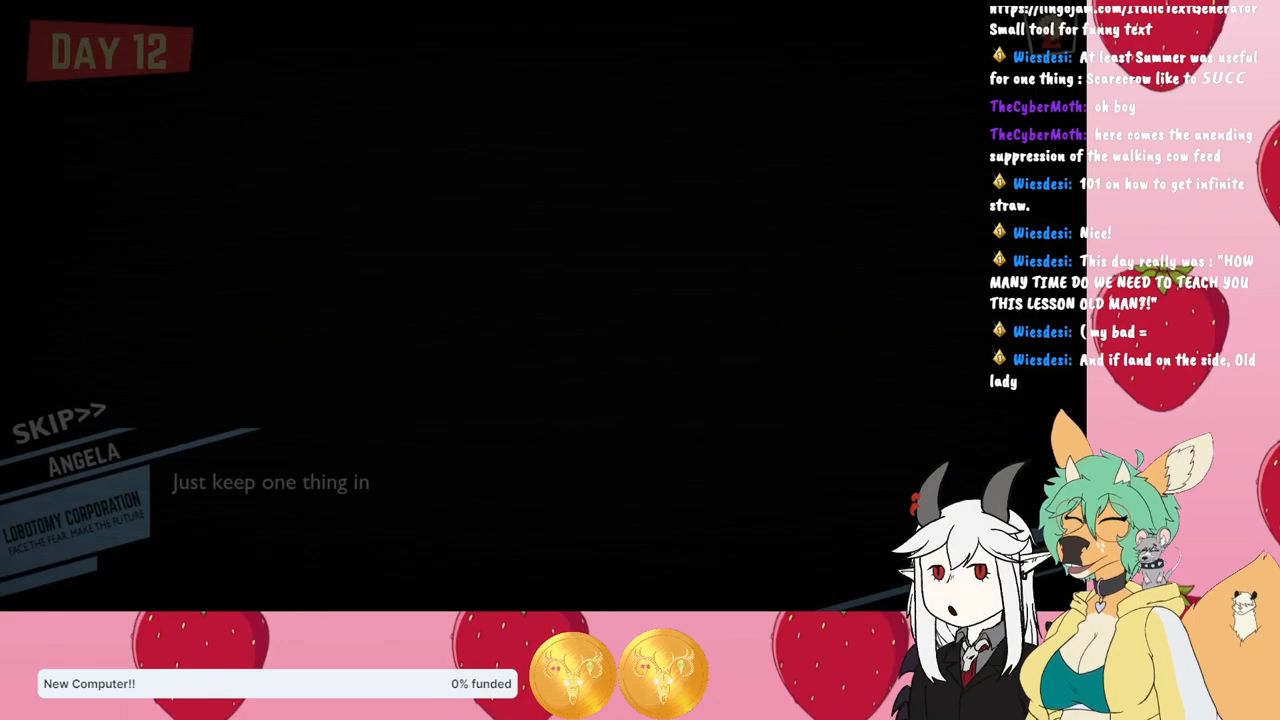 DAY 12
https://lingojam.com/ItalicTextGenerator
Small tool for funny text
Wiesdesi: At least Summer was useful
for one thing : Scarecrow like to SUCC
TheCyberMoth: oh boy
TheCyberMoth: here comes the unending
suppression of the walking cow feed
Wiesdesi: 101 on how to get infinite
straw.
Wiesdesi: Nice!
Wiesdesi: This day really was : "HOW
MANY TIME DO WE NEED TO TEACH YOU
THIS LESSON OLD MAN?!"
Wiesdesi: ( my bad =
Wiesdesi: And if land on the side, Old
lady
SKIP>>
ANGELA
LOBOTOMY CORPORATION
FACE THE FEAR, MAKE THE FUTURE
Just keep one thing in
New Computer!! 0% funded